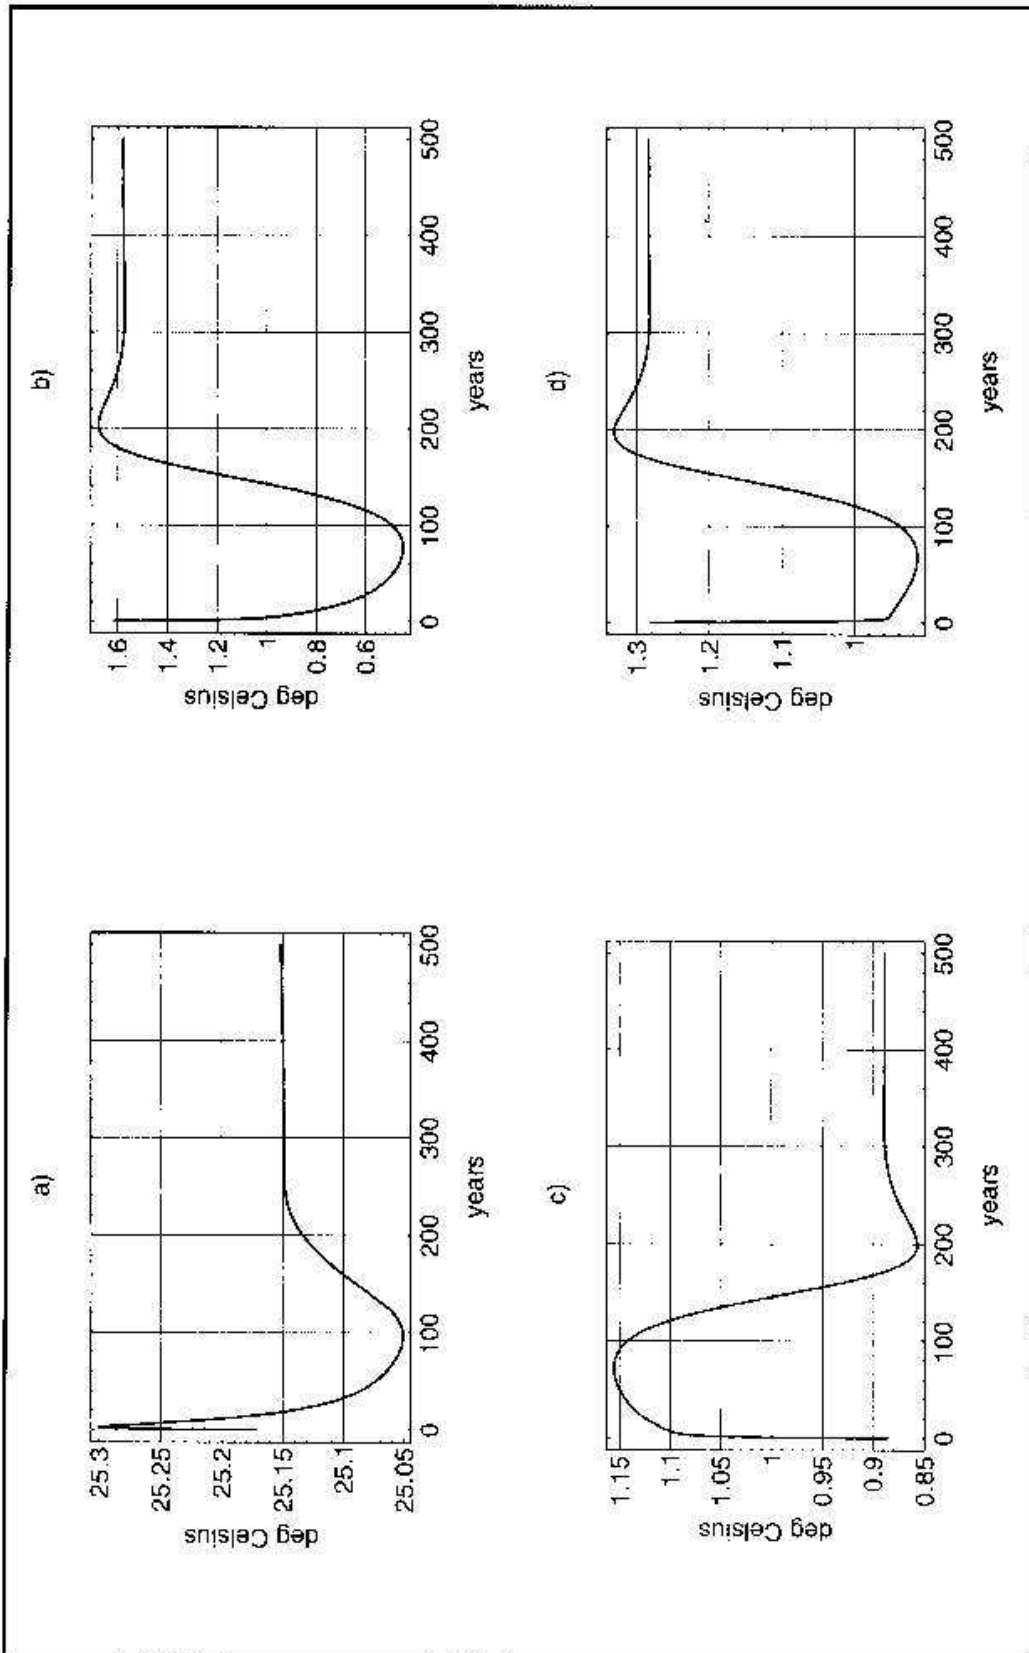 a)
deg Celsius
25.3
25.25
25.2
25.15
25.1
25.05
0 100 200 300 400 500
years
b)
deg Celsius
1.6
1.4
1.2
1
0.8
0.6
0 100 200 300 400 500
years
c)
deg Celsius
1.15
1.1
1.05
1
0.95
0.9
0.85
0 100 200 300 400 500
years
d)
deg Celsius
1.3
1.2
1.1
1
0 100 200 300 400 500
years